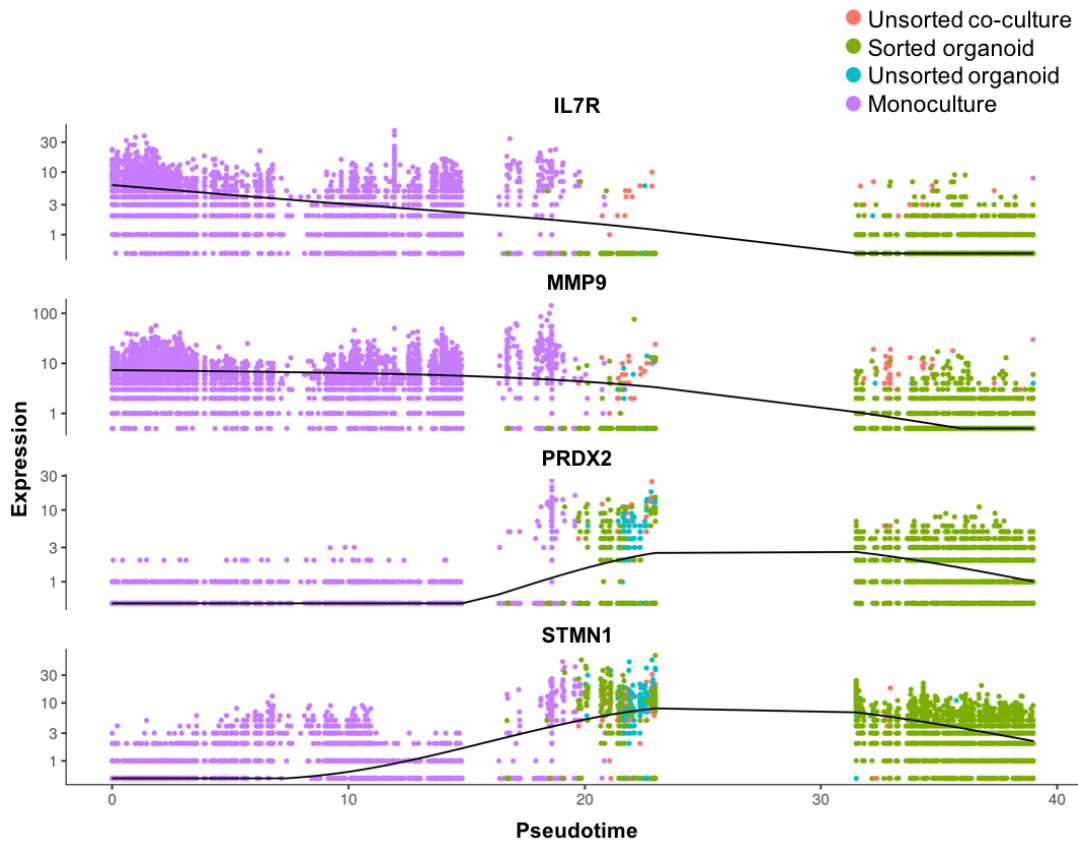 Unsorted co-culture
Sorted organoid
Unsorted organoid
Monoculture
IL7R
30
10
3
1
MMP9
100
10
1
Expression
PRDX2
30
10
3
1
STMN1
30
10
3
1
0 10 20 30 40
Pseudotime